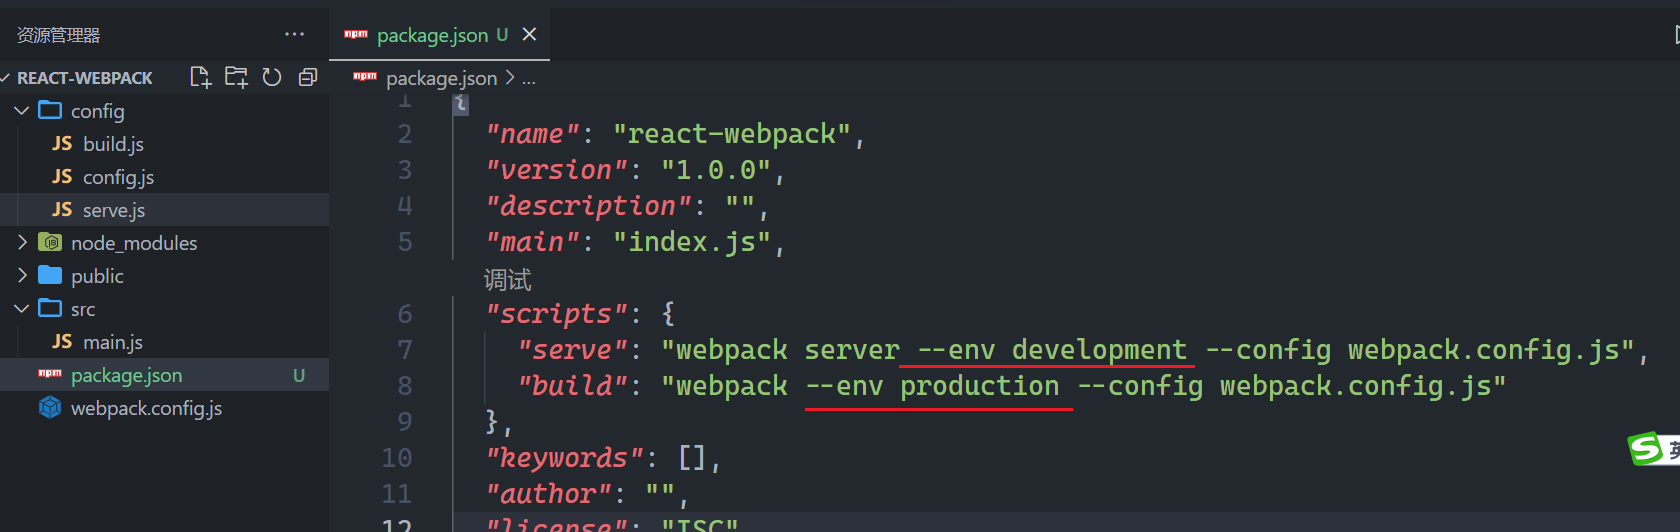 资源管理器 ···
package.json U ×
REACT-WEBPACK
package.json > ...
config
JS build.js
JS config.js
JS serve.js
node_modules
public
src
JS main.js
package.json U
webpack.config.js
1 {
2 "name": "react-webpack",
3 "version": "1.0.0",
4 "description": "",
5 "main": "index.js",
调试
6 "scripts": {
7 "serve": "webpack server --env development --config webpack.config.js",
8 "build": "webpack --env production --config webpack.config.js"
9 },
10 "keywords": [],
11 "author": "",
12 "license": "ISC"
S 英